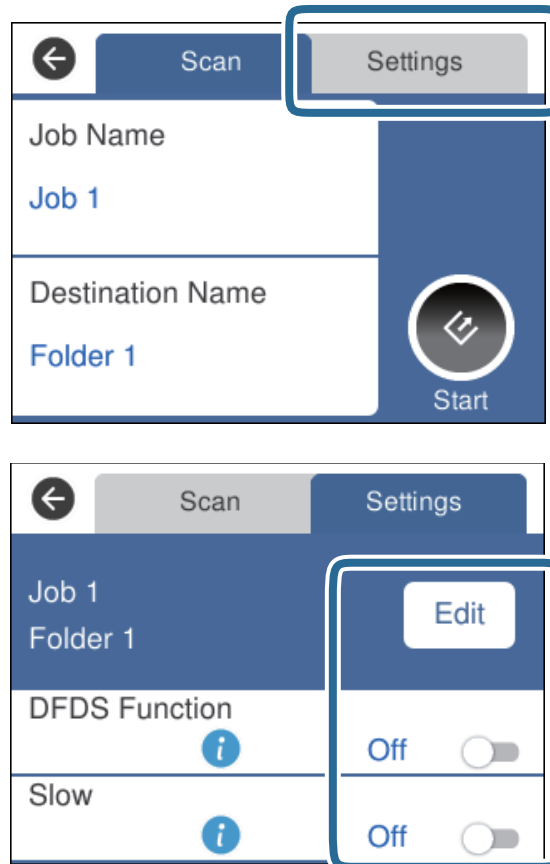 Scan Settings
Job Name
Job 1
Destination Name
Folder 1
Start
Scan Settings
Job 1
Folder 1
Edit
DFDS Function
i Off
Slow
i Off